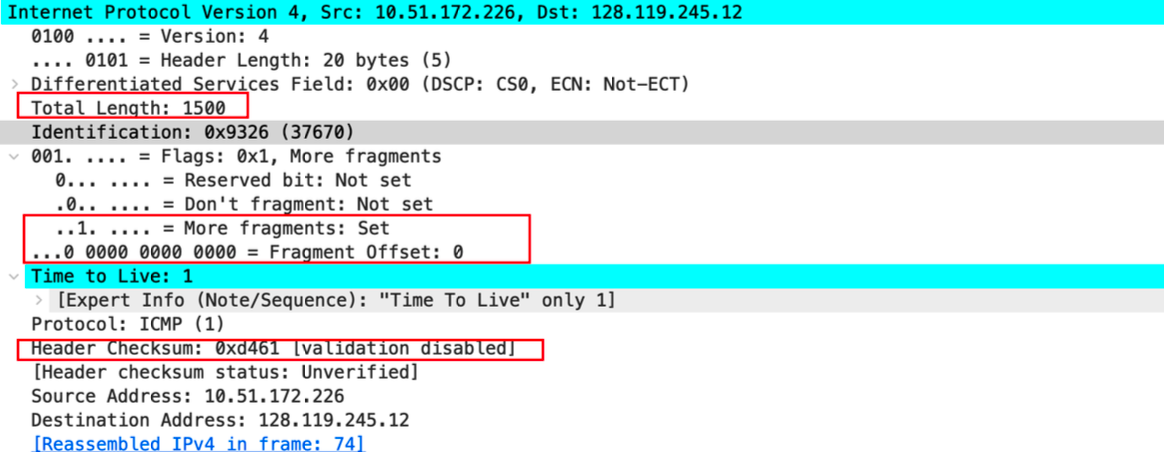 Internet Protocol Version 4, Src: 10.51.172.226, Dst: 128.119.245.12
0100 .... = Version: 4
.... 0101 = Header Length: 20 bytes (5)
Differentiated Services Field: 0x00 (DSCP: CS0, ECN: Not-ECT)
Total Length: 1500
Identification: 0x9326 (37670)
001. .... = Flags: 0x1, More fragments
0... .... = Reserved bit: Not set
.0.. .... = Don't fragment: Not set
..1. .... = More fragments: Set
...0 0000 0000 0000 = Fragment Offset: 0
Time to Live: 1
[Expert Info (Note/Sequence): "Time To Live" only 1]
Protocol: ICMP (1)
Header Checksum: 0xd461 [validation disabled]
[Header checksum status: Unverified]
Source Address: 10.51.172.226
Destination Address: 128.119.245.12
[Reassembled IPv4 in frame: 74]